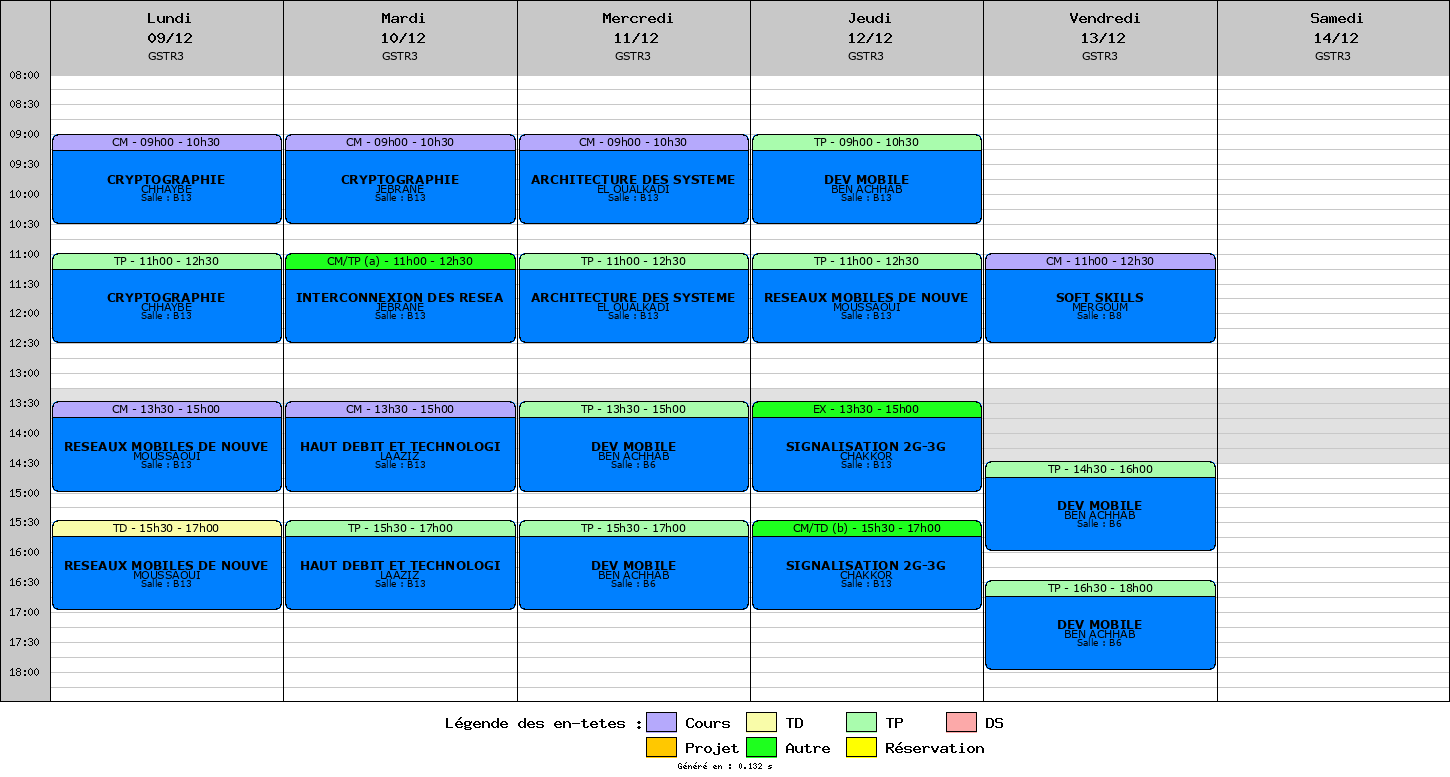 Lundi
09/12
GSTR3
Mardi
10/12
GSTR3
Mercredi
11/12
GSTR3
Jeudi
12/12
GSTR3
Vendredi
13/12
GSTR3
Samedi
14/12
GSTR3
08:00
08:30
09:00
09:30
10:00
10:30
11:00
11:30
12:00
12:30
13:00
13:30
14:00
14:30
15:00
15:30
16:00
16:30
17:00
17:30
18:00
CM - 09h00 - 10h30
CRYPTOGRAPHIE
CHHAYBE
Salle : B13
TP - 11h00 - 12h30
CRYPTOGRAPHIE
CHHAYBE
Salle : B13
CM - 13h30 - 15h00
RESEAUX MOBILES DE NOUVE
MOUSSAOUI
Salle : B13
TD - 15h30 - 17h00
RESEAUX MOBILES DE NOUVE
MOUSSAOUI
Salle : B13
CM - 09h00 - 10h30
CRYPTOGRAPHIE
JEBRANE
Salle : B13
CM/TP (a) - 11h00 - 12h30
INTERCONNEXION DES RESEA
JEBRANE
Salle : B13
CM - 13h30 - 15h00
HAUT DEBIT ET TECHNOLOGI
LAAZIZ
Salle : B13
TP - 15h30 - 17h00
HAUT DEBIT ET TECHNOLOGI
LAAZIZ
Salle : B13
CM - 09h00 - 10h30
ARCHITECTURE DES SYSTEME
EL OUALKADI
Salle : B13
TP - 11h00 - 12h30
ARCHITECTURE DES SYSTEME
EL OUALKADI
Salle : B13
TP - 13h30 - 15h00
DEV MOBILE
BEN ACHHAB
Salle : B6
TP - 15h30 - 17h00
DEV MOBILE
BEN ACHHAB
Salle : B6
TP - 09h00 - 10h30
DEV MOBILE
BEN ACHHAB
Salle : B13
TP - 11h00 - 12h30
RESEAUX MOBILES DE NOUVE
MOUSSAOUI
Salle : B13
EX - 13h30 - 15h00
SIGNALISATION 2G-3G
CHAKKOR
Salle : B13
CM/TD (b) - 15h30 - 17h00
SIGNALISATION 2G-3G
CHAKKOR
Salle : B13
CM - 11h00 - 12h30
SOFT SKILLS
MERGOUM
Salle : B8
TP - 14h30 - 16h00
DEV MOBILE
BEN ACHHAB
Salle : B6
TP - 16h30 - 18h00
DEV MOBILE
BEN ACHHAB
Salle : B6
Légende des en-tetes : Cours TD TP DS
Projet Autre Réservation
Généré en : 0.132 s